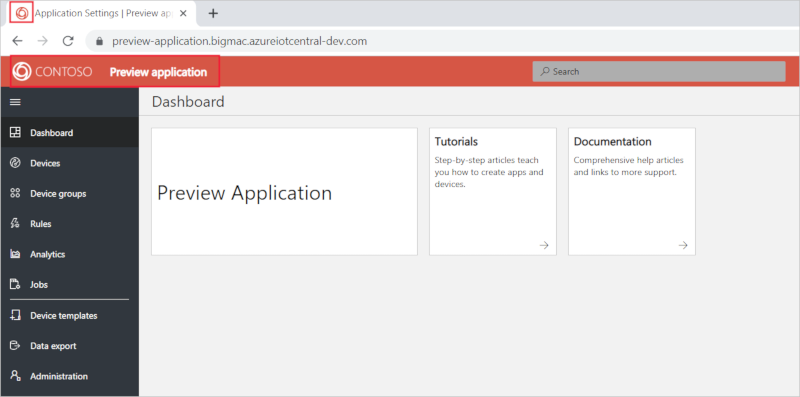 Application Settings | Preview ap
preview-application.bigmac.azureiotcentral-dev.com
CONTOSO Preview application
Search
Dashboard
Dashboard
Devices
Device groups
Rules
Analytics
Jobs
Device templates
Data export
Administration
Preview Application
Tutorials
Step-by-step articles teach
you how to create apps and
devices.
Documentation
Comprehensive help articles
and links to more support.